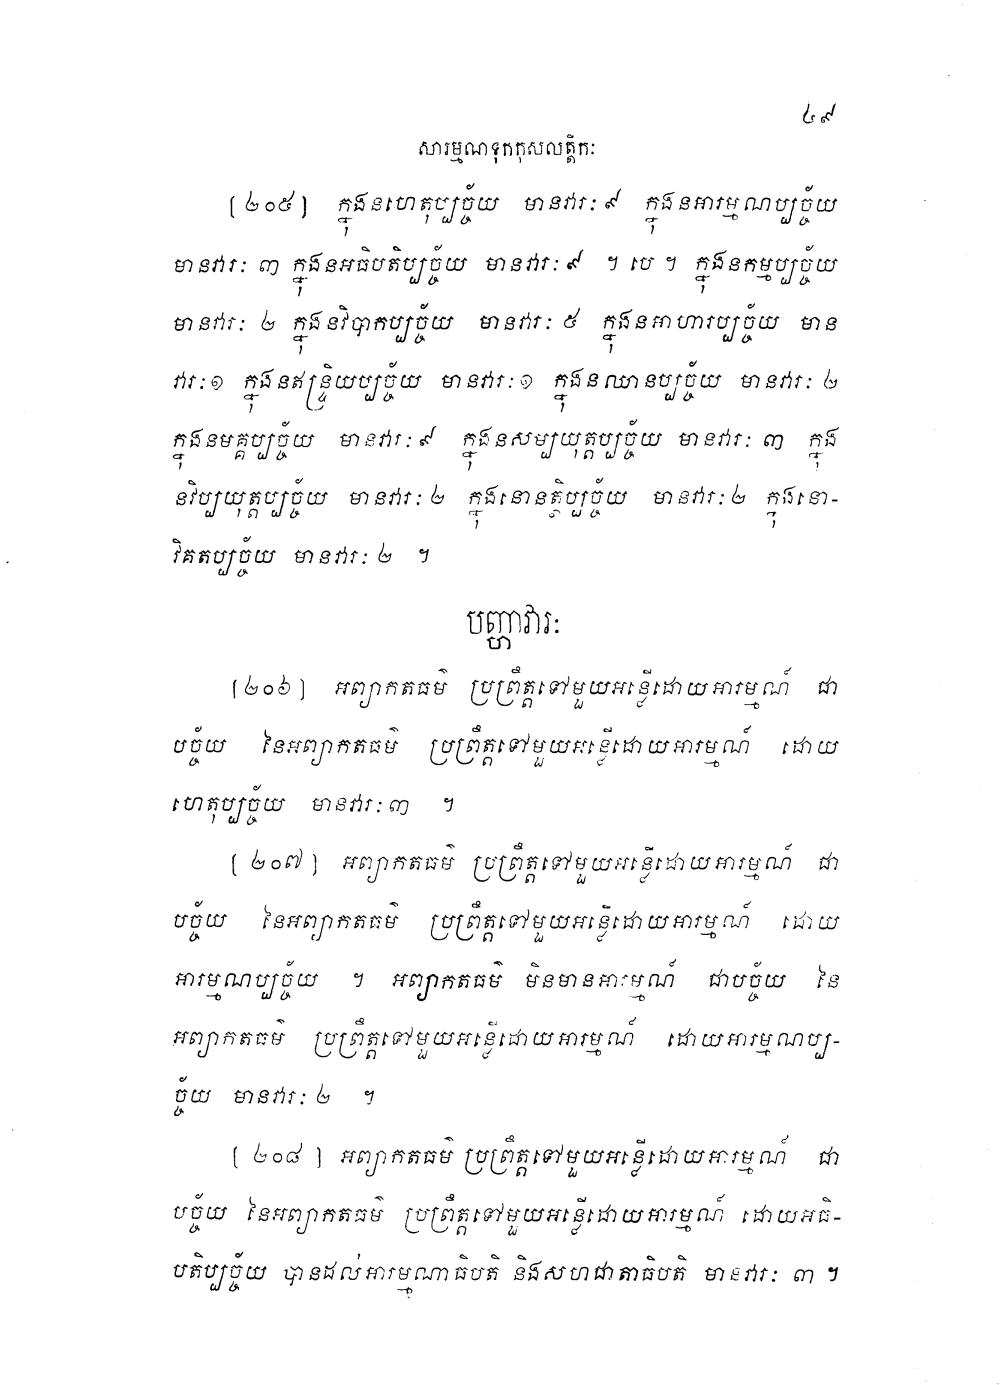 ៤៩
សារម្មណទុកកុសលត្តិកៈ
[២០៥] ក្នុងនហេតុប្បច្ច័យ មានវារៈ ៩ ក្នុងនអារម្មណប្បច្ច័យ
មានវារៈ ៣ ក្នុងនអធិបតិប្បច្ច័យ មានវារៈ ៩ ។ បេ ។ ក្នុងនកម្មប្បច្ច័យ
មានវារៈ ២ ក្នុងនវិបាកប្បច្ច័យ មានវារៈ ៥ ក្នុងនអាហារប្បច្ច័យ មាន
វារៈ ១ ក្នុងនឥន្ទ្រិយប្បច្ច័យ មានវារៈ ១ ក្នុងនឈានប្បច្ច័យ មានវារៈ ២
ក្នុងនមគ្គប្បច្ច័យ មានវារៈ ៩ ក្នុងនសម្បយុត្តប្បច្ច័យ មានវារៈ ៣ ក្នុង
នវិប្បយុត្តប្បច្ច័យ មានវារៈ ២ ក្នុងនោនត្ថិប្បច្ច័យ មានវារៈ ២ ក្នុងនោ-
វិគតប្បច្ច័យ មានវារៈ ២ ។
បញ្ហាវារៈ
[២០៦] អព្យាកតធម៌ ប្រព្រឹត្តទៅមួយអន្លើដោយអារម្មណ៍ ជា
បច្ច័យ នៃអព្យាកតធម៌ ប្រព្រឹត្តទៅមួយអន្លើដោយអារម្មណ៍ ដោយ
ហេតុប្បច្ច័យ មានវារៈ ៣ ។
[២០៧] អព្យាកតធម៌ ប្រព្រឹត្តទៅមួយអន្លើដោយអារម្មណ៍ ជា
បច្ច័យ នៃអព្យាកតធម៌ ប្រព្រឹត្តទៅមួយអន្លើដោយអារម្មណ៍ ដោយ
អារម្មណប្បច្ច័យ ។ អព្យាកតធម៌ មិនមានអារម្មណ៍ ជាបច្ច័យ នៃ
អព្យាកតធម៌ ប្រព្រឹត្តទៅមួយអន្លើដោយអារម្មណ៍ ដោយអារម្មណប្ប-
ច្ច័យ មានវារៈ ២ ។
[២០៨] អព្យាកតធម៌ ប្រព្រឹត្តទៅមួយអន្លើដោយអារម្មណ៍ ជា
បច្ច័យ នៃអព្យាកតធម៌ ប្រព្រឹត្តទៅមួយអន្លើដោយអារម្មណ៍ ដោយអធិ-
បតិប្បច្ច័យ បានដល់អារម្មណាធិបតិ និងសហជាតាធិបតិ មានវារៈ ៣ ។